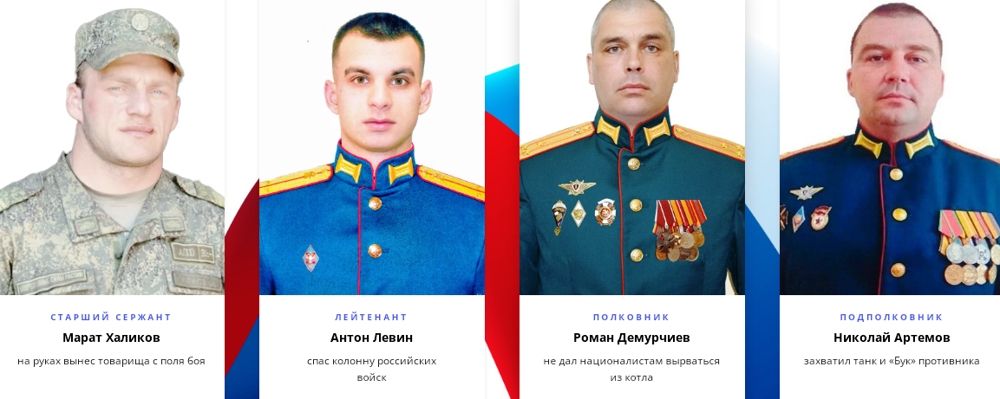 СТАРШИЙ СЕРЖАНТ
Марат Халиков
на руках вынес товарища с поля боя
ЛЕЙТЕНАНТ
Антон Левин
спас колонну российских
войск
ПОЛКОВНИК
Роман Демурчиев
не дал националистам вырваться
из котла
ПОДПОЛКОВНИК
Николай Артемов
захватил танк и «Бук» противника